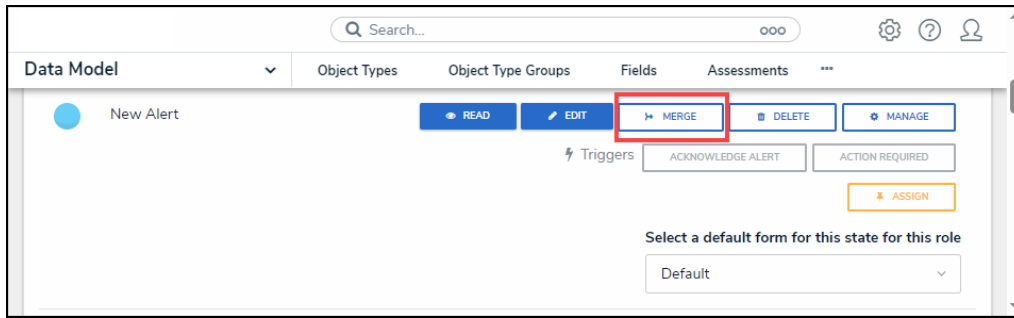 Search... ooo
Data Model Object Types Object Type Groups Fields Assessments ...
New Alert READ EDIT MERGE DELETE MANAGE
Triggers ACKNOWLEDGE ALERT ACTION REQUIRED
ASSIGN
Select a default form for this state for this role
Default